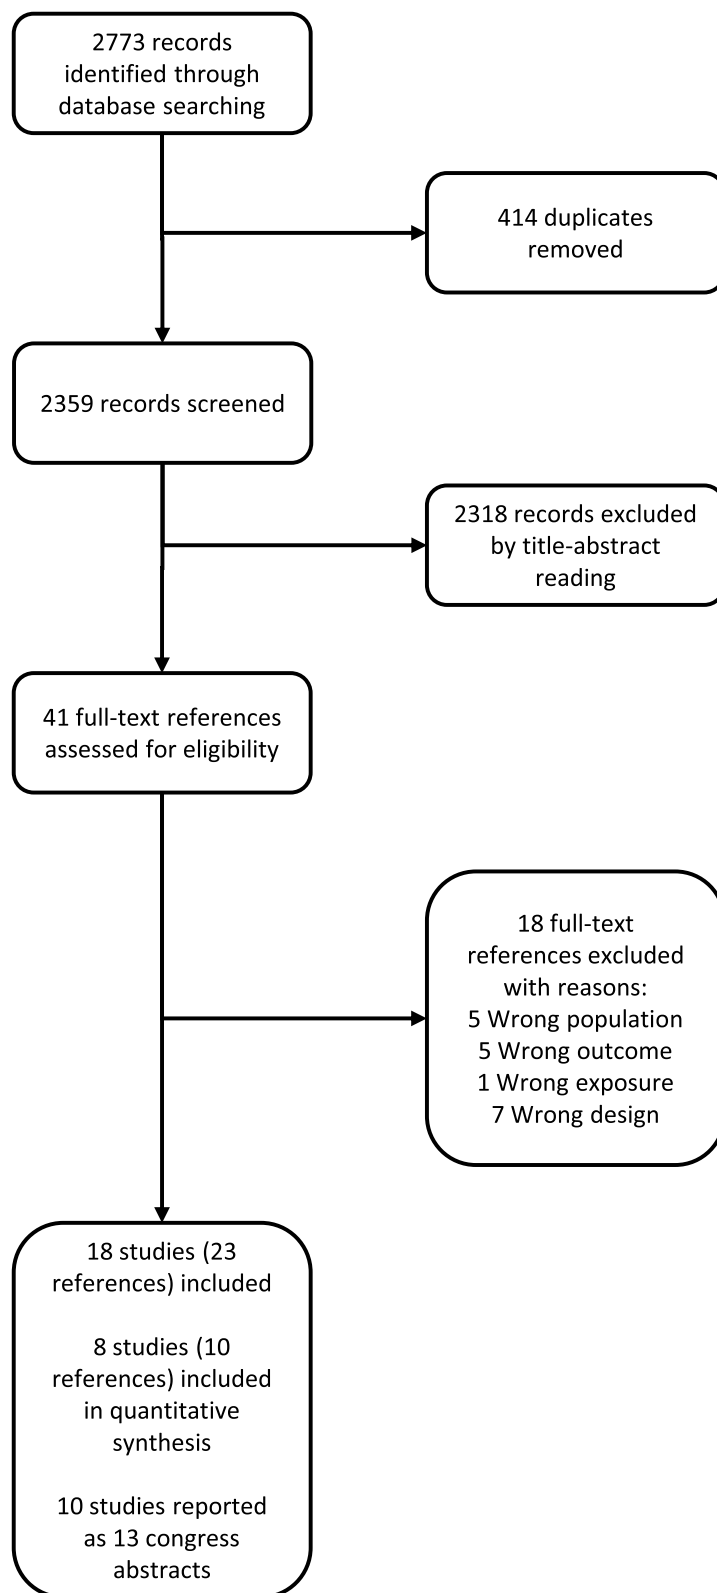 2773 records
identified through
database searching
414 duplicates
removed
2359 records screened
2318 records excluded
by title-abstract
reading
41 full-text references
assessed for eligibility
18 full-text
references excluded
with reasons:
5 Wrong population
5 Wrong outcome
1 Wrong exposure
7 Wrong design
18 studies (23
references) included
8 studies (10
references) included
in quantitative
synthesis
10 studies reported
as 13 congress
abstracts